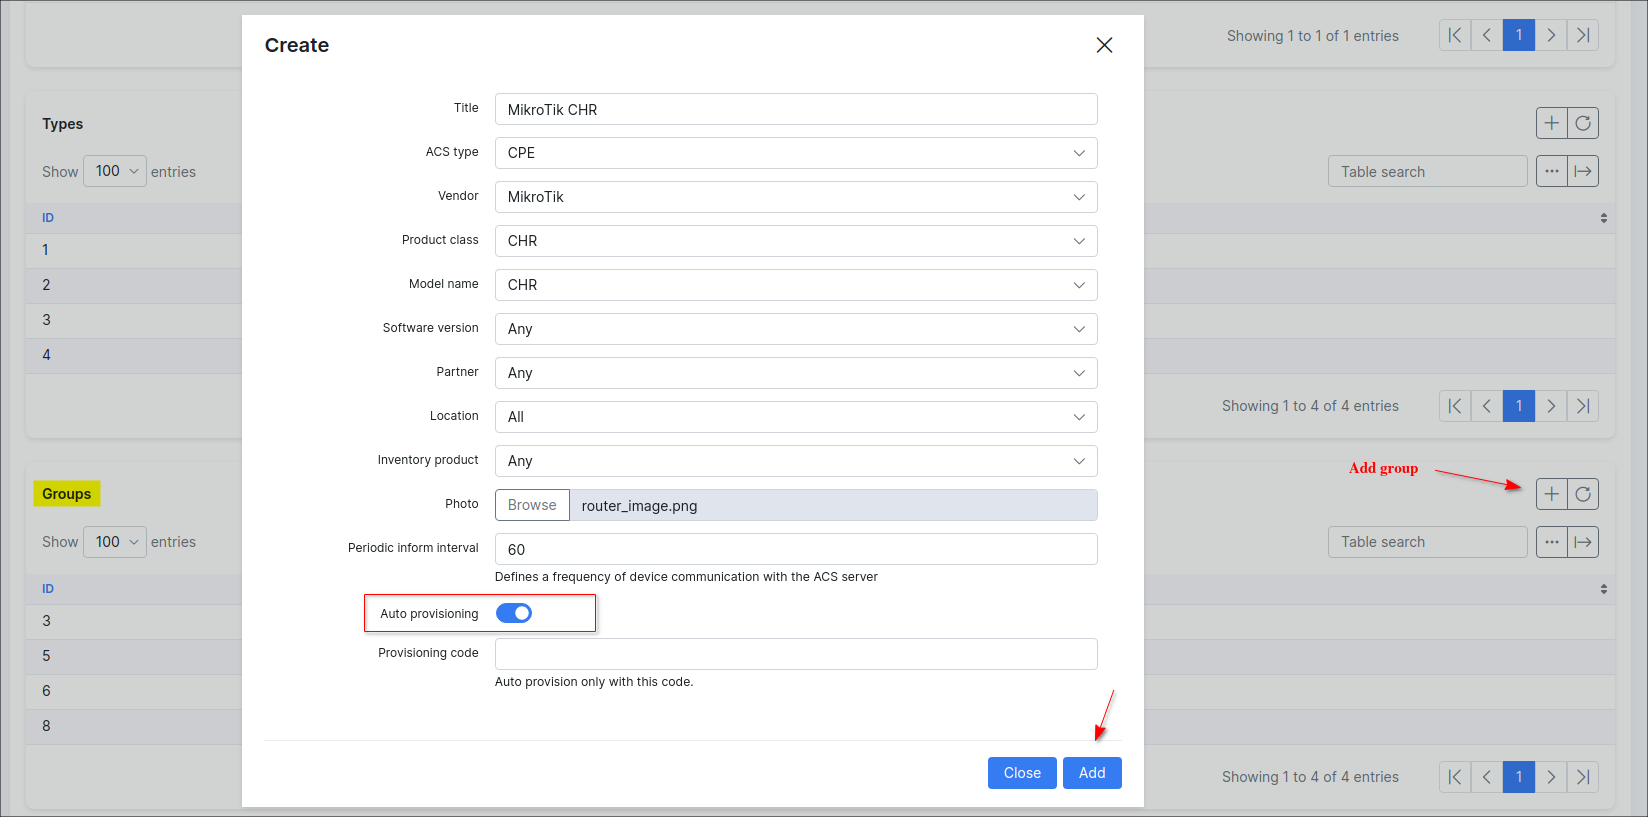 Showing 1 to 1 of 1 entries
1
Create
Title
MikroTik CHR
ACS type
CPE
Vendor
MikroTik
Product class
CHR
Model name
CHR
Software version
Any
Partner
Any
Location
All
Inventory product
Any
Photo
Browse
router_image.png
Periodic inform interval
60
Defines a frequency of device communication with the ACS server
Auto provisioning
Provisioning code
Auto provision only with this code.
Close
Add
Types
Show 100 entries
Table search
ID
1
2
3
4
Showing 1 to 4 of 4 entries
1
Groups
Add group
Show 100 entries
Table search
ID
3
5
6
8
Showing 1 to 4 of 4 entries
1